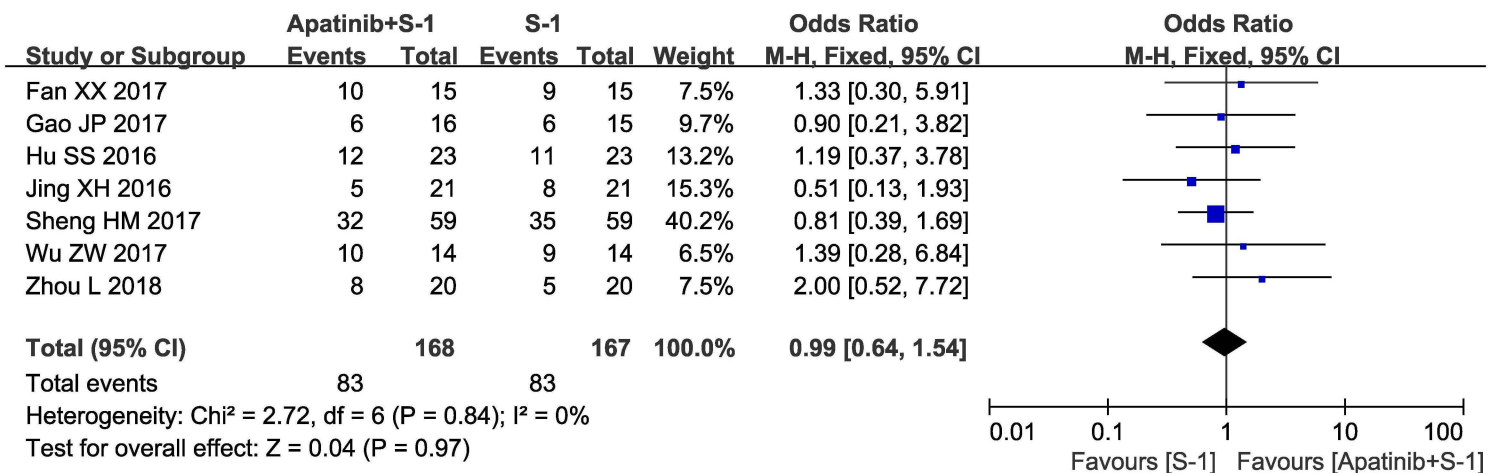 Apatinib+S-1 S-1 Odds Ratio Odds Ratio
Study or Subgroup Events Total Events Total Weight M-H, Fixed, 95% CI M-H, Fixed, 95% CI
Fan XX 2017 10 15 9 15 7.5% 1.33 [0.30, 5.91]
Gao JP 2017 6 16 6 15 9.7% 0.90 [0.21, 3.82]
Hu SS 2016 12 23 11 23 13.2% 1.19 [0.37, 3.78]
Jing XH 2016 5 21 8 21 15.3% 0.51 [0.13, 1.93]
Sheng HM 2017 32 59 35 59 40.2% 0.81 [0.39, 1.69]
Wu ZW 2017 10 14 9 14 6.5% 1.39 [0.28, 6.84]
Zhou L 2018 8 20 5 20 7.5% 2.00 [0.52, 7.72]
Total (95% CI) 168 167 100.0% 0.99 [0.64, 1.54]
Total events 83 83
Heterogeneity: Chi² = 2.72, df = 6 (P = 0.84); I² = 0%
Test for overall effect: Z = 0.04 (P = 0.97)
0.01 0.1 1 10 100
Favours [S-1] Favours [Apatinib+S-1]